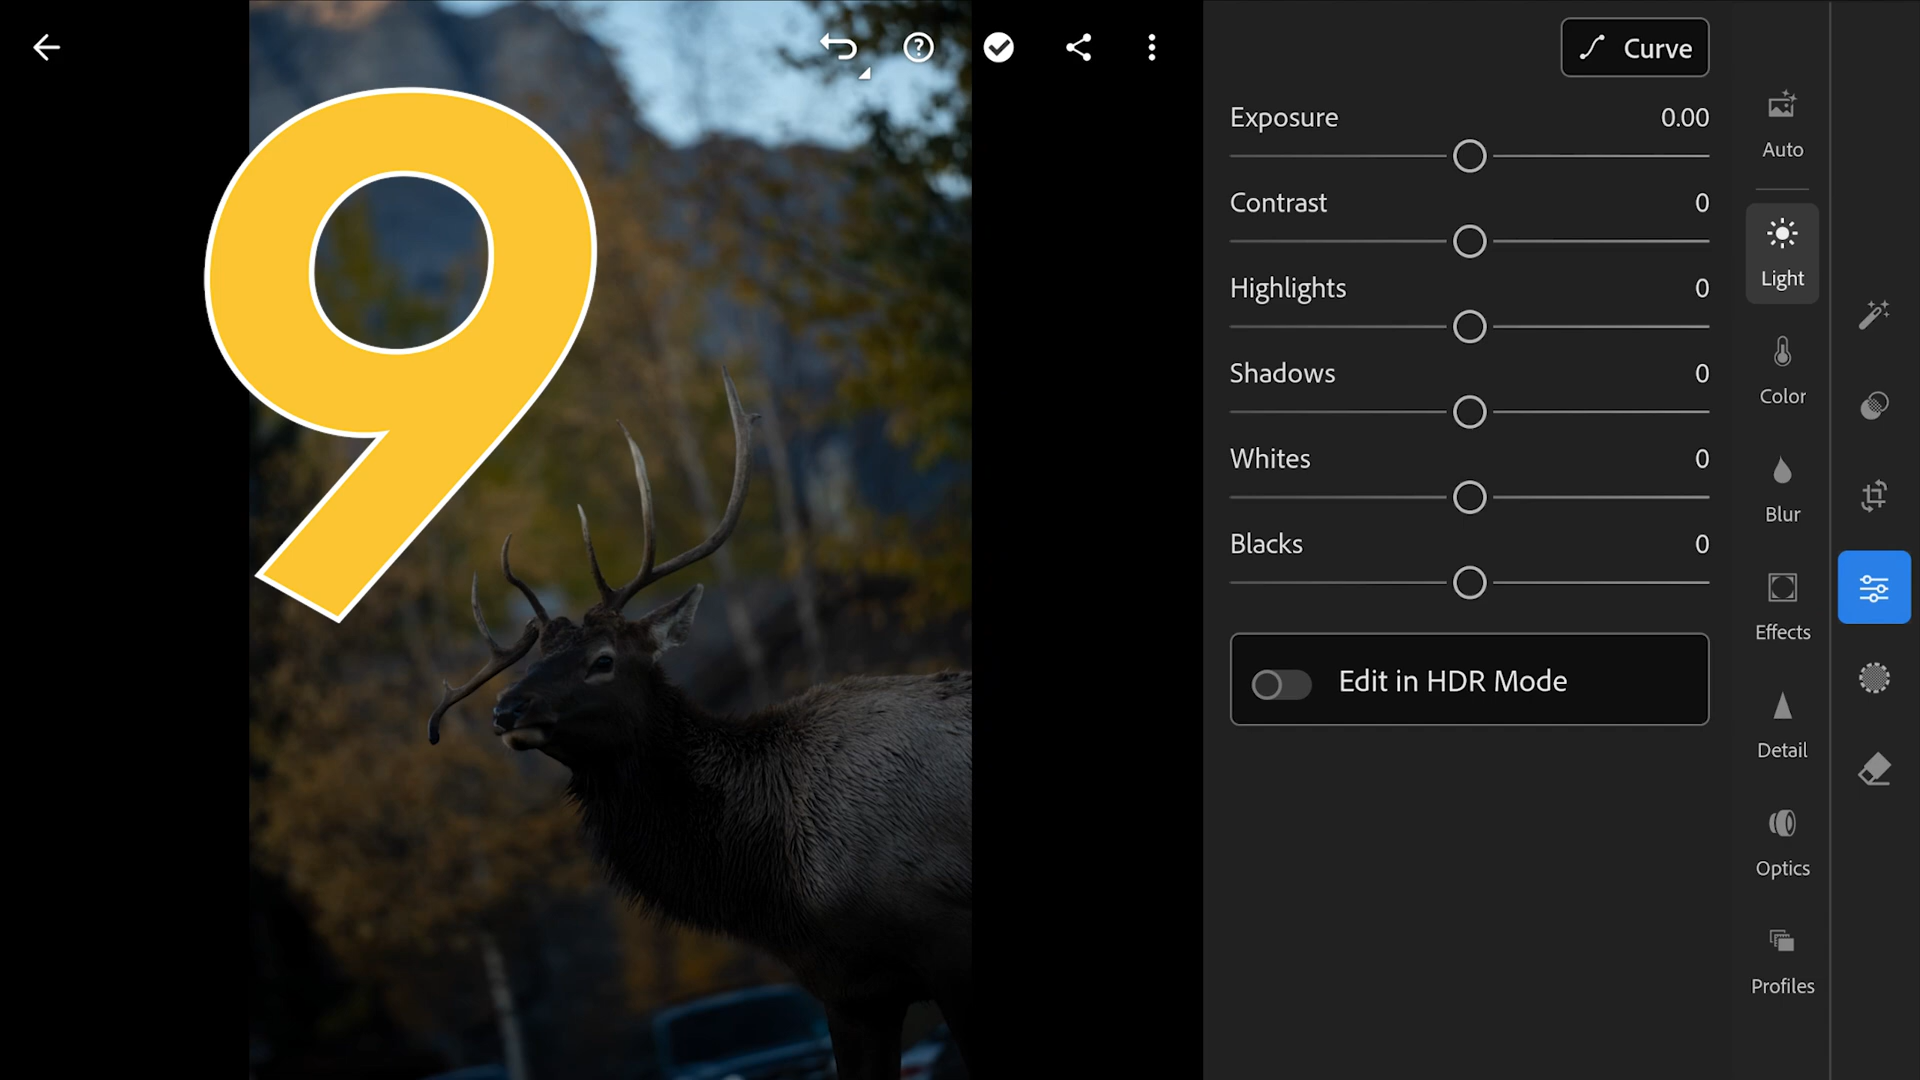 9
Curve
Exposure 0.00
Contrast 0
Highlights 0
Shadows 0
Whites 0
Blacks 0
Edit in HDR Mode
Auto
Light
Color
Blur
Effects
Detail
Optics
Profiles